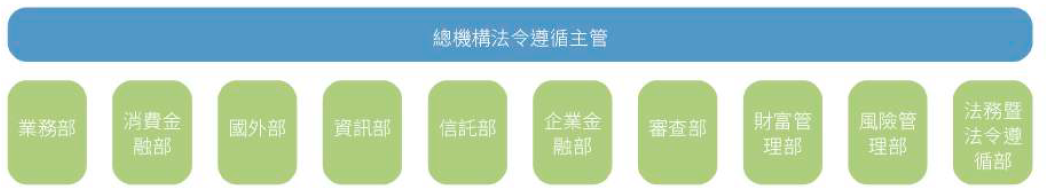 總機構法令遵循主管
業務部
消費金
融部
國外部
資訊部
信託部
企業金
融部
審查部
財富管
理部
風險管
理部
法務暨
法令遵
循部